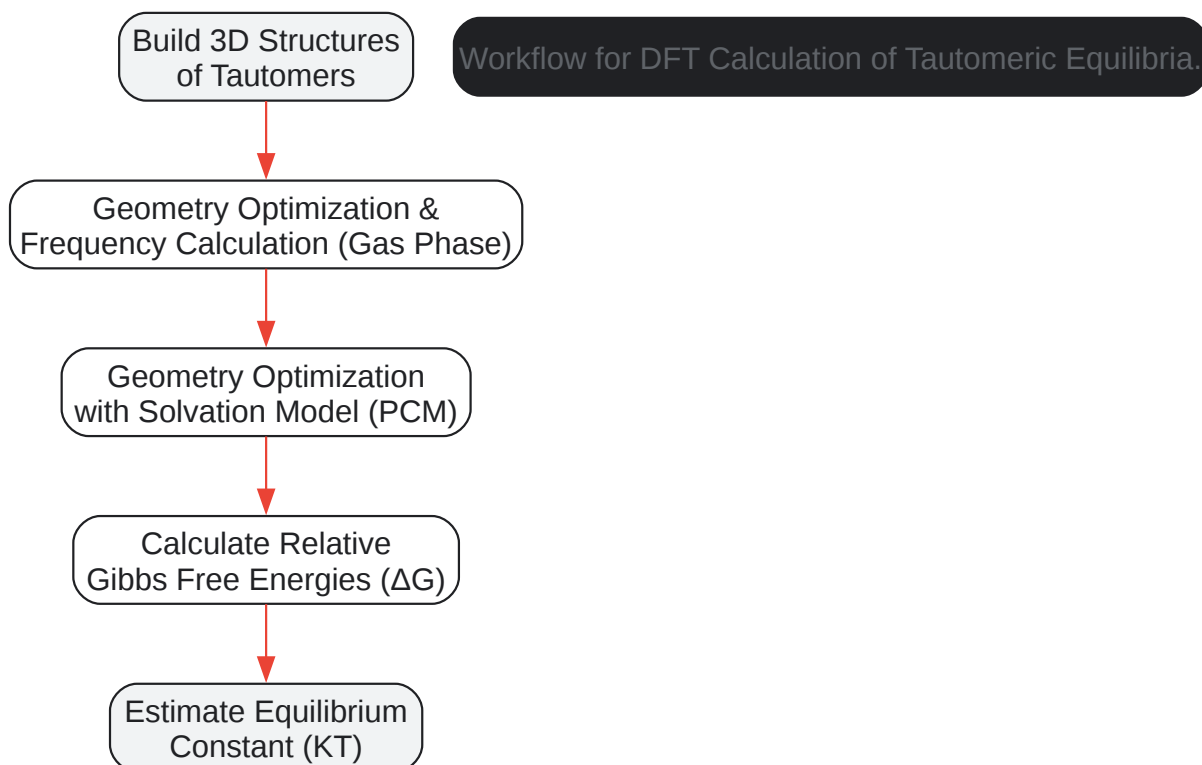 Build 3D Structures
of Tautomers
Workflow for DFT Calculation of Tautomeric Equilibria.
Geometry Optimization &
Frequency Calculation (Gas Phase)
Geometry Optimization
with Solvation Model (PCM)
Calculate Relative
Gibbs Free Energies (ΔG)
Estimate Equilibrium
Constant (KT)